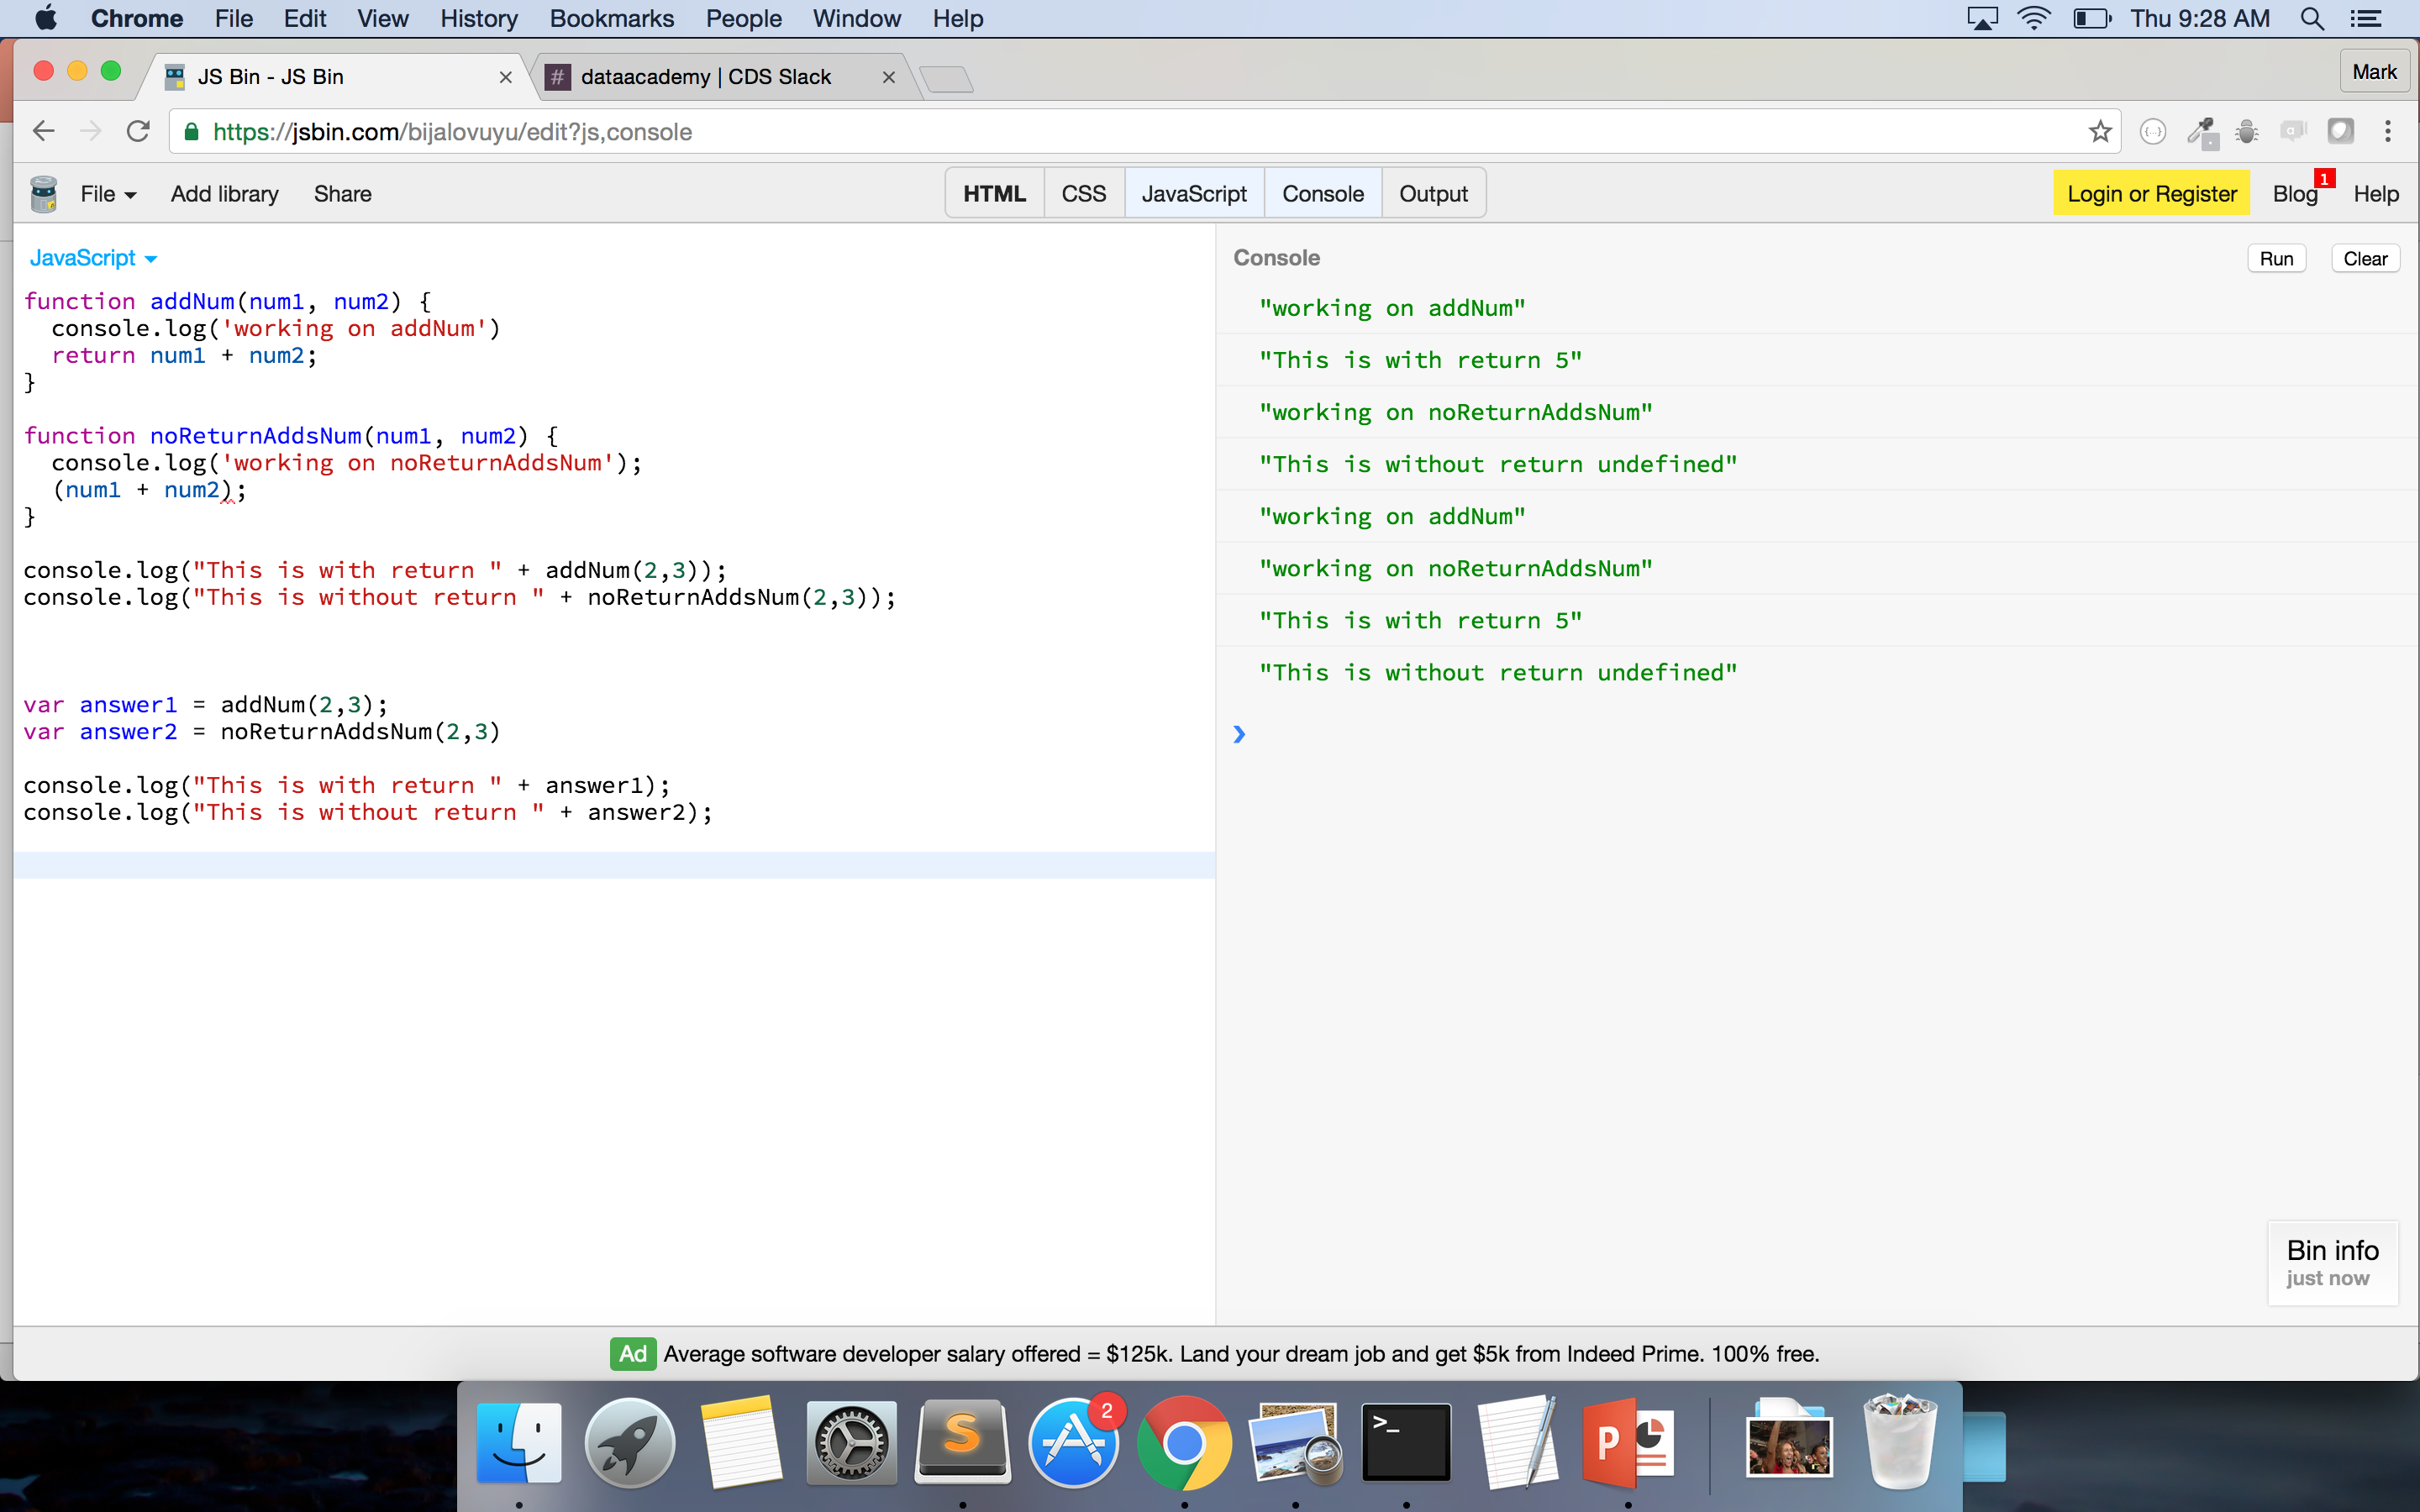 Chrome File Edit View History Bookmarks People Window Help Thu 9:28 AM
JS Bin - JS Bin
# dataacademy | CDS Slack
Mark
https://jsbin.com/bijalovuyu/edit?js,console
File Add library Share HTML CSS JavaScript Console Output Login or Register Blog 1 Help
JavaScript
function addNum(num1, num2) {
  console.log('working on addNum')
  return num1 + num2;
}
function noReturnAddsNum(num1, num2) {
  console.log('working on noReturnAddsNum');
  (num1 + num2);
}
console.log("This is with return " + addNum(2,3));
console.log("This is without return " + noReturnAddsNum(2,3));
var answer1 = addNum(2,3);
var answer2 = noReturnAddsNum(2,3)
console.log("This is with return " + answer1);
console.log("This is without return " + answer2);
Console Run Clear
"working on addNum"
"This is with return 5"
"working on noReturnAddsNum"
"This is without return undefined"
"working on addNum"
"working on noReturnAddsNum"
"This is with return 5"
"This is without return undefined"
Bin info
just now
Ad Average software developer salary offered = $125k. Land your dream job and get $5k from Indeed Prime. 100% free.
S
2
>_
P